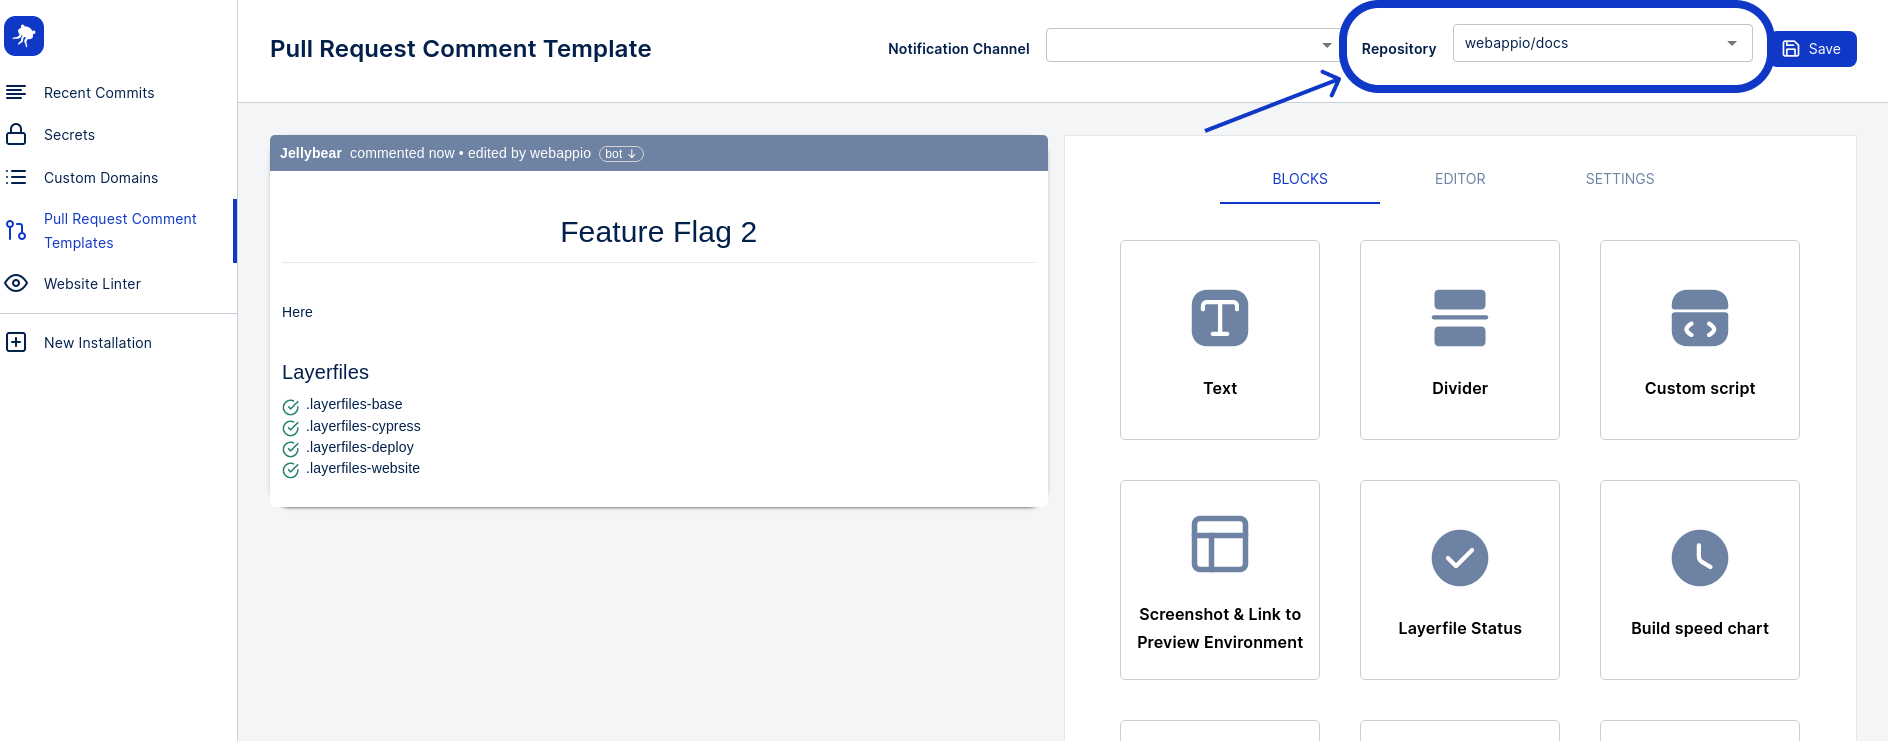 Pull Request Comment Template
Notification Channel
Repository
webappio/docs
Save
Recent Commits
Secrets
Custom Domains
Pull Request Comment
Templates
Website Linter
New Installation
Jellybear commented now • edited by webappio bot ↓
Feature Flag 2
Here
Layerfiles
.layerfiles-base
.layerfiles-cypress
.layerfiles-deploy
.layerfiles-website
BLOCKS
EDITOR
SETTINGS
Text
Divider
Custom script
Screenshot & Link to
Preview Environment
Layerfile Status
Build speed chart